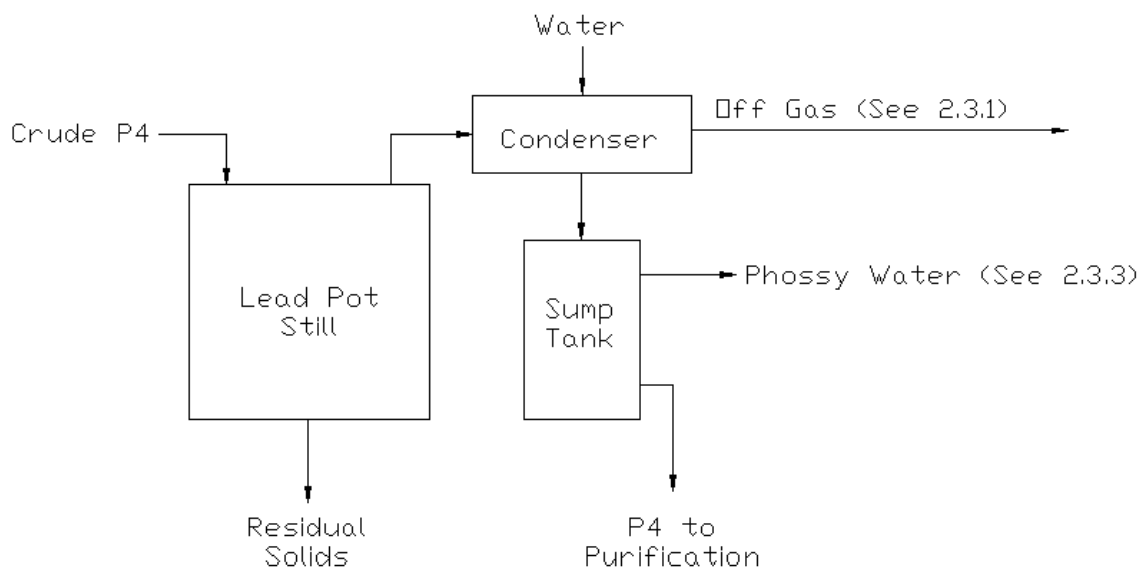 Water
Off Gas (See 2.3.1)
Crude P4
Condenser
Phossy Water (See 2.3.3)
Lead Pot
Still
Sump
Tank
Residual
Solids
P4 to
Purification